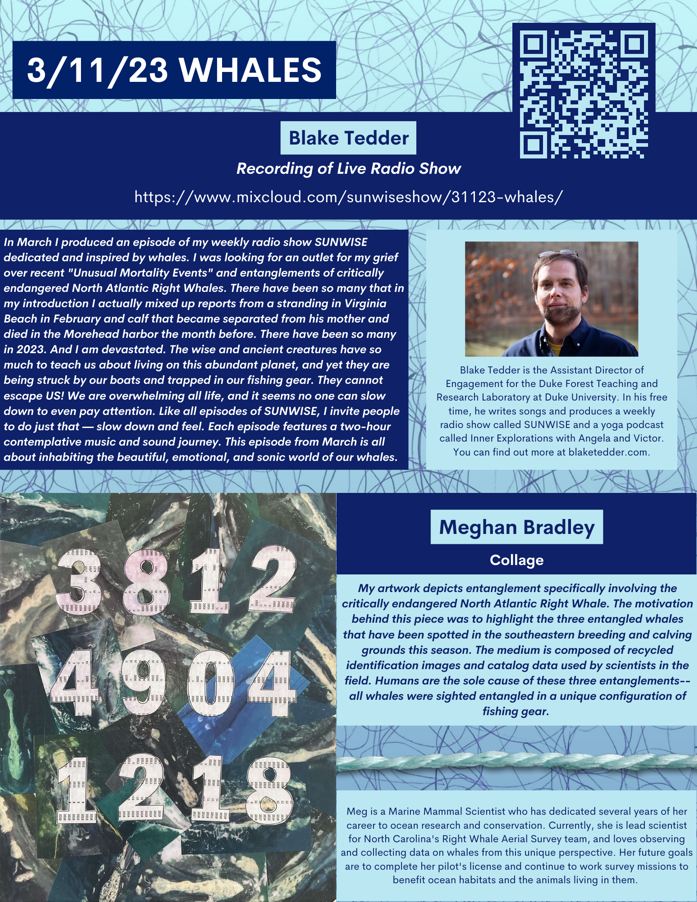 3/11/23 WHALES
Blake Tedder
Recording of Live Radio Show
https://www.mixcloud.com/sunwiseshow/31123-whales/
In March I produced an episode of my weekly radio show SUNWISE
dedicated and inspired by whales. I was looking for an outlet for my grief
over recent "Unusual Mortality Events" and entanglements of critically
endangered North Atlantic Right Whales. There have been so many that in
my introduction I actually mixed up reports from a stranding in Virginia
Beach in February and calf that became separated from his mother and
died in the Morehead harbor the month before. There have been so many
in 2023. And I am devastated. The wise and ancient creatures have so
much to teach us about living on this abundant planet, and yet they are
being struck by our boats and trapped in our fishing gear. They cannot
escape US! We are overwhelming all life, and it seems no one can slow
down to even pay attention. Like all episodes of SUNWISE, I invite people
to do just that — slow down and feel. Each episode features a two-hour
contemplative music and sound journey. This episode from March is all
about inhabiting the beautiful, emotional, and sonic world of our whales.
Blake Tedder is the Assistant Director of
Engagement for the Duke Forest Teaching and
Research Laboratory at Duke University. In his free
time, he writes songs and produces a weekly
radio show called SUNWISE and a yoga podcast
called Inner Explorations with Angela and Victor.
You can find out more at blaketedder.com.
3812
4904
1218
Meghan Bradley
Collage
My artwork depicts entanglement specifically involving the
critically endangered North Atlantic Right Whale. The motivation
behind this piece was to highlight the three entangled whales
that have been spotted in the southeastern breeding and calving
grounds this season. The medium is composed of recycled
identification images and catalog data used by scientists in the
field. Humans are the sole cause of these three entanglements--
all whales were sighted entangled in a unique configuration of
fishing gear.
Meg is a Marine Mammal Scientist who has dedicated several years of her
career to ocean research and conservation. Currently, she is lead scientist
for North Carolina's Right Whale Aerial Survey team, and loves observing
and collecting data on whales from this unique perspective. Her future goals
are to complete her pilot's license and continue to work survey missions to
benefit ocean habitats and the animals living in them.